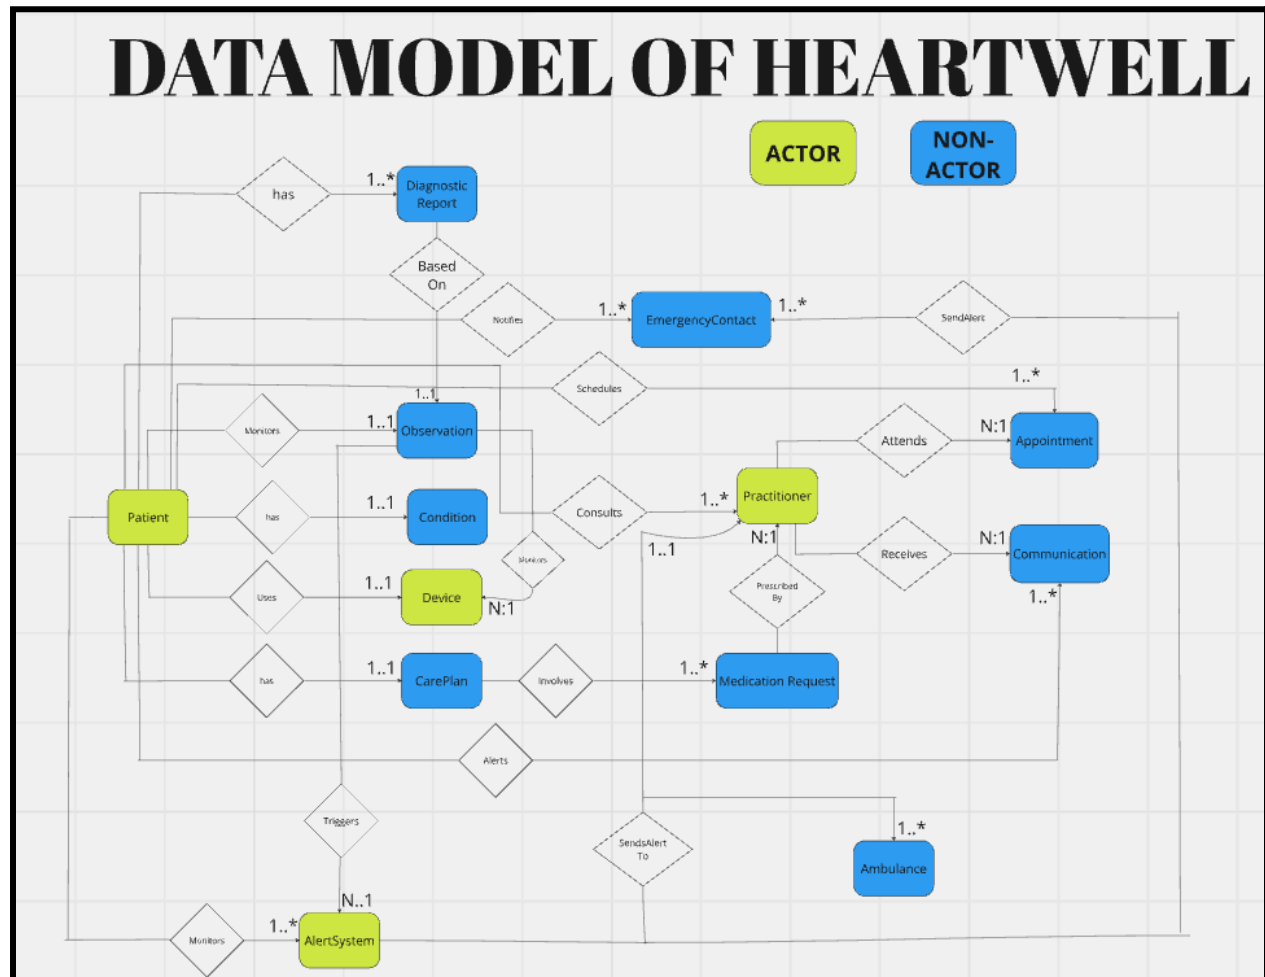 DATA MODEL OF HEARTWELL
ACTOR
NON-
ACTOR
has
1..*
Diagnostic
Report
Based
On
Notifies
1..*
EmergencyContact
1..*
SendAlert
Schedules
1..*
1..1
Monitors
1..1
Observation
Attends
N:1
Appointment
Patient
has
1..1
Condition
Consults
1..*
Practitioner
1..1
N:1
Receives
N:1
Communication
1..*
Monitors
Uses
1..1
Device
N:1
Prescribed
By
has
1..1
CarePlan
Involves
1..*
Medication Request
Alerts
Triggers
SendsAlert
To
1..*
Ambulance
N..1
Monitors
1..*
AlertSystem